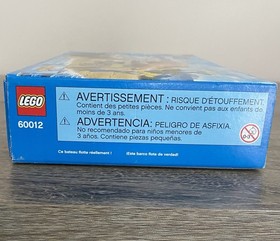 LEGO
60012
AVERTISSEMENT : RISQUE D'ÉTOUFFEMENT.
Contient des petites pièces. Ne convient pas aux enfants de
moins de 3 ans.
ADVERTENCIA: PELIGRO DE ASFIXIA.
No recomendado para niños menores de
3 años. Contiene piezas pequeñas.
Ce bateau flotte réellement !
¡Este barco flota de verdad!
0-3